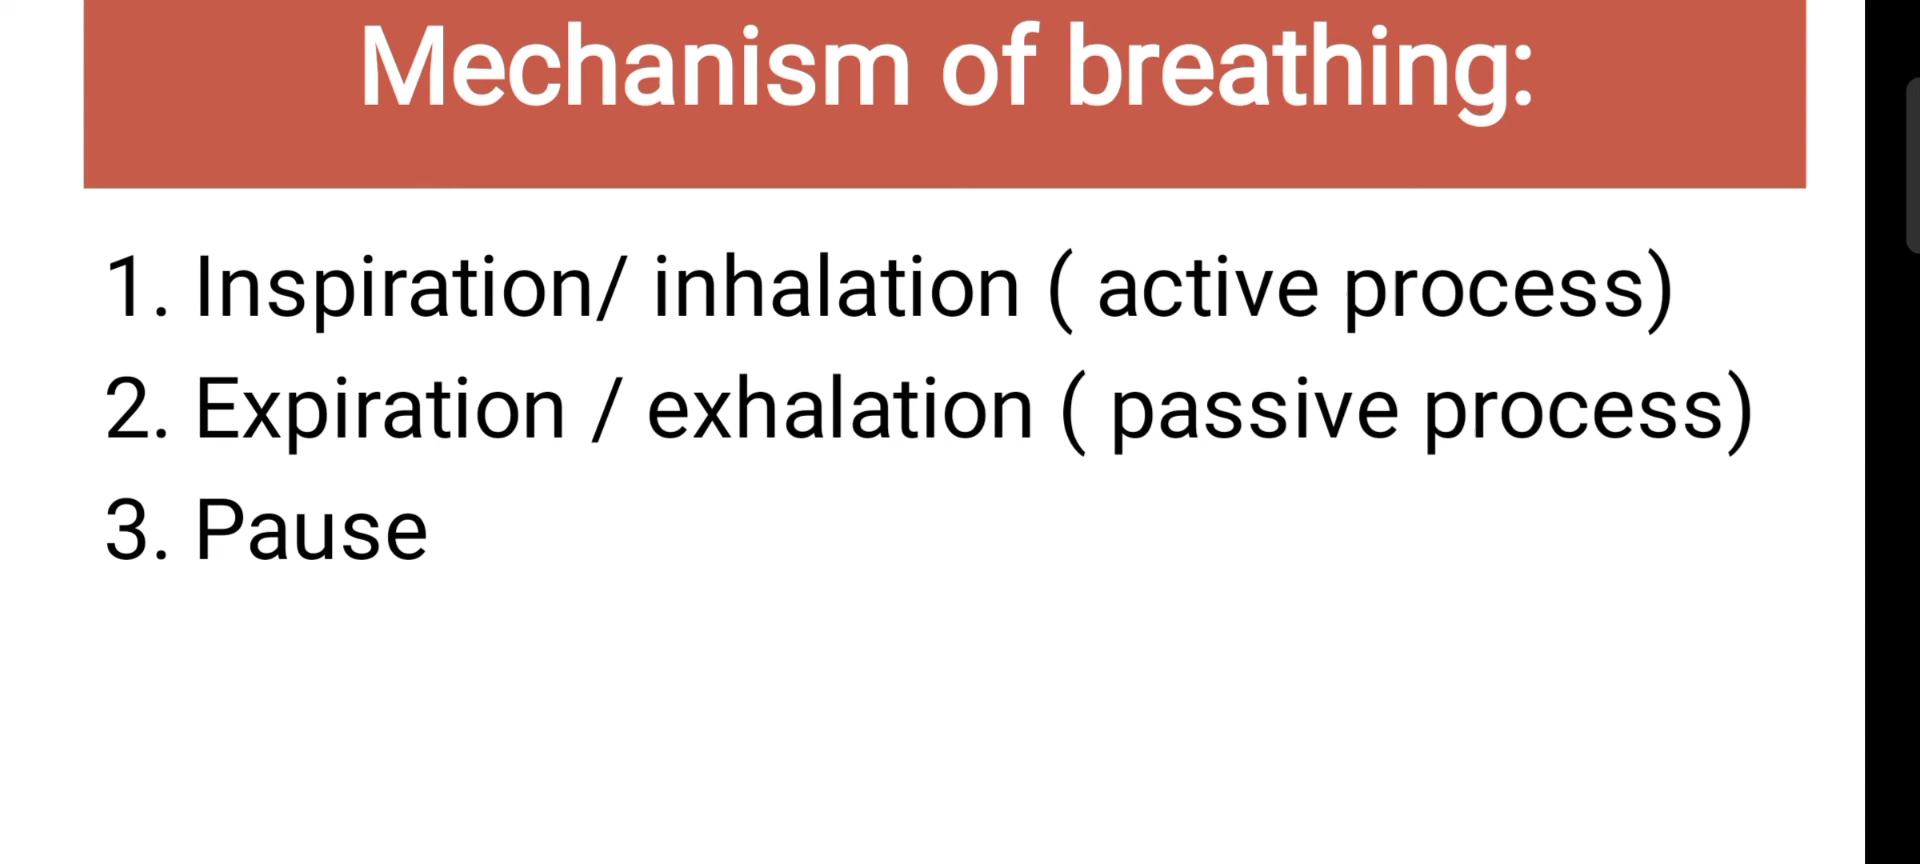 Mechanism of breathing:
1. Inspiration/ inhalation ( active process)
2. Expiration / exhalation ( passive process)
3. Pause